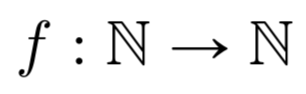 f : ℕ → ℕ